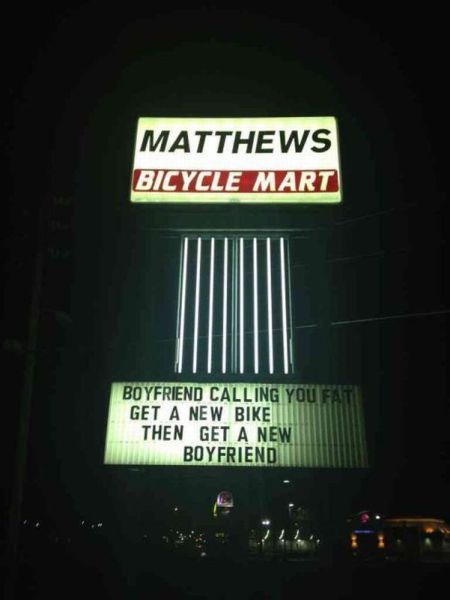 MATTHEWS
BICYCLE MART
BOYFRIEND CALLING YOU FAT
GET A NEW BIKE
THEN GET A NEW
BOYFRIEND